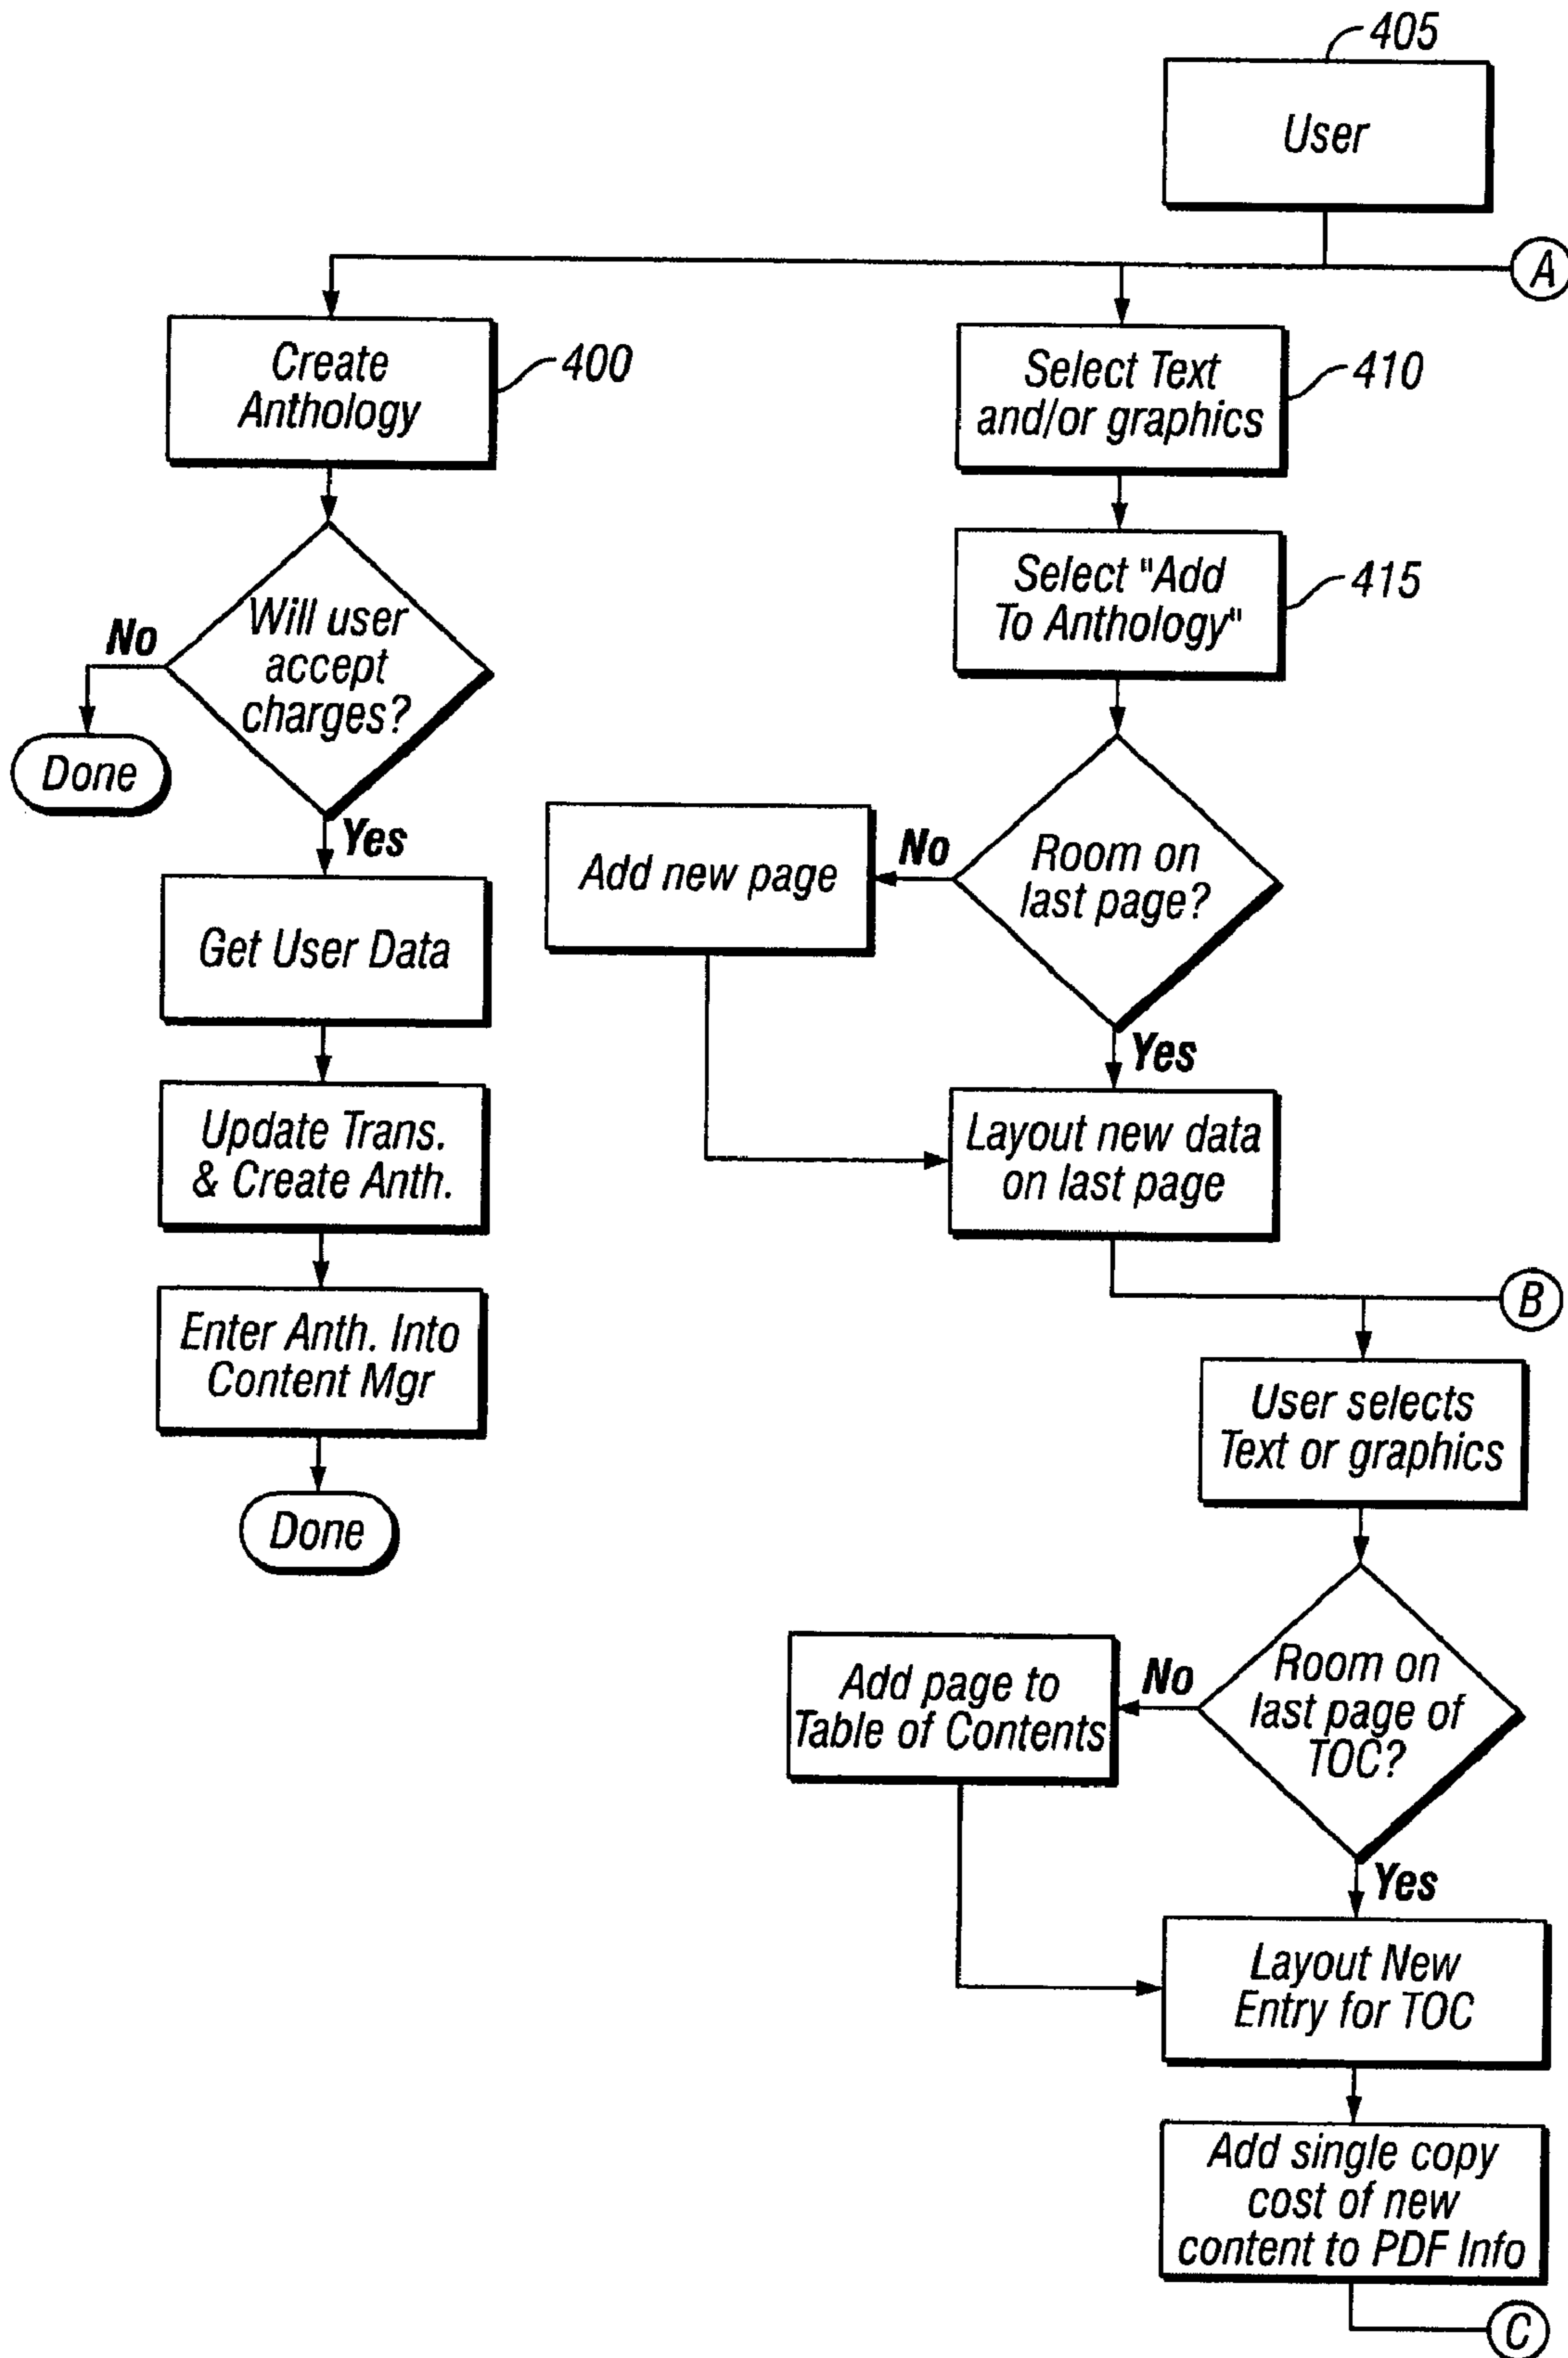 405
User
A
Create
Anthology
400
Will user
accept
charges?
No
Done
Yes
Get User Data
Update Trans.
& Create Anth.
Enter Anth. Into
Content Mgr
Done
Select Text
and/or graphics
410
Select "Add
To Anthology"
415
Room on
last page?
No
Add new page
Yes
Layout new data
on last page
B
User selects
Text or graphics
Room on
last page of
TOC?
No
Add page to
Table of Contents
Yes
Layout New
Entry for TOC
Add single copy
cost of new
content to PDF Info
C